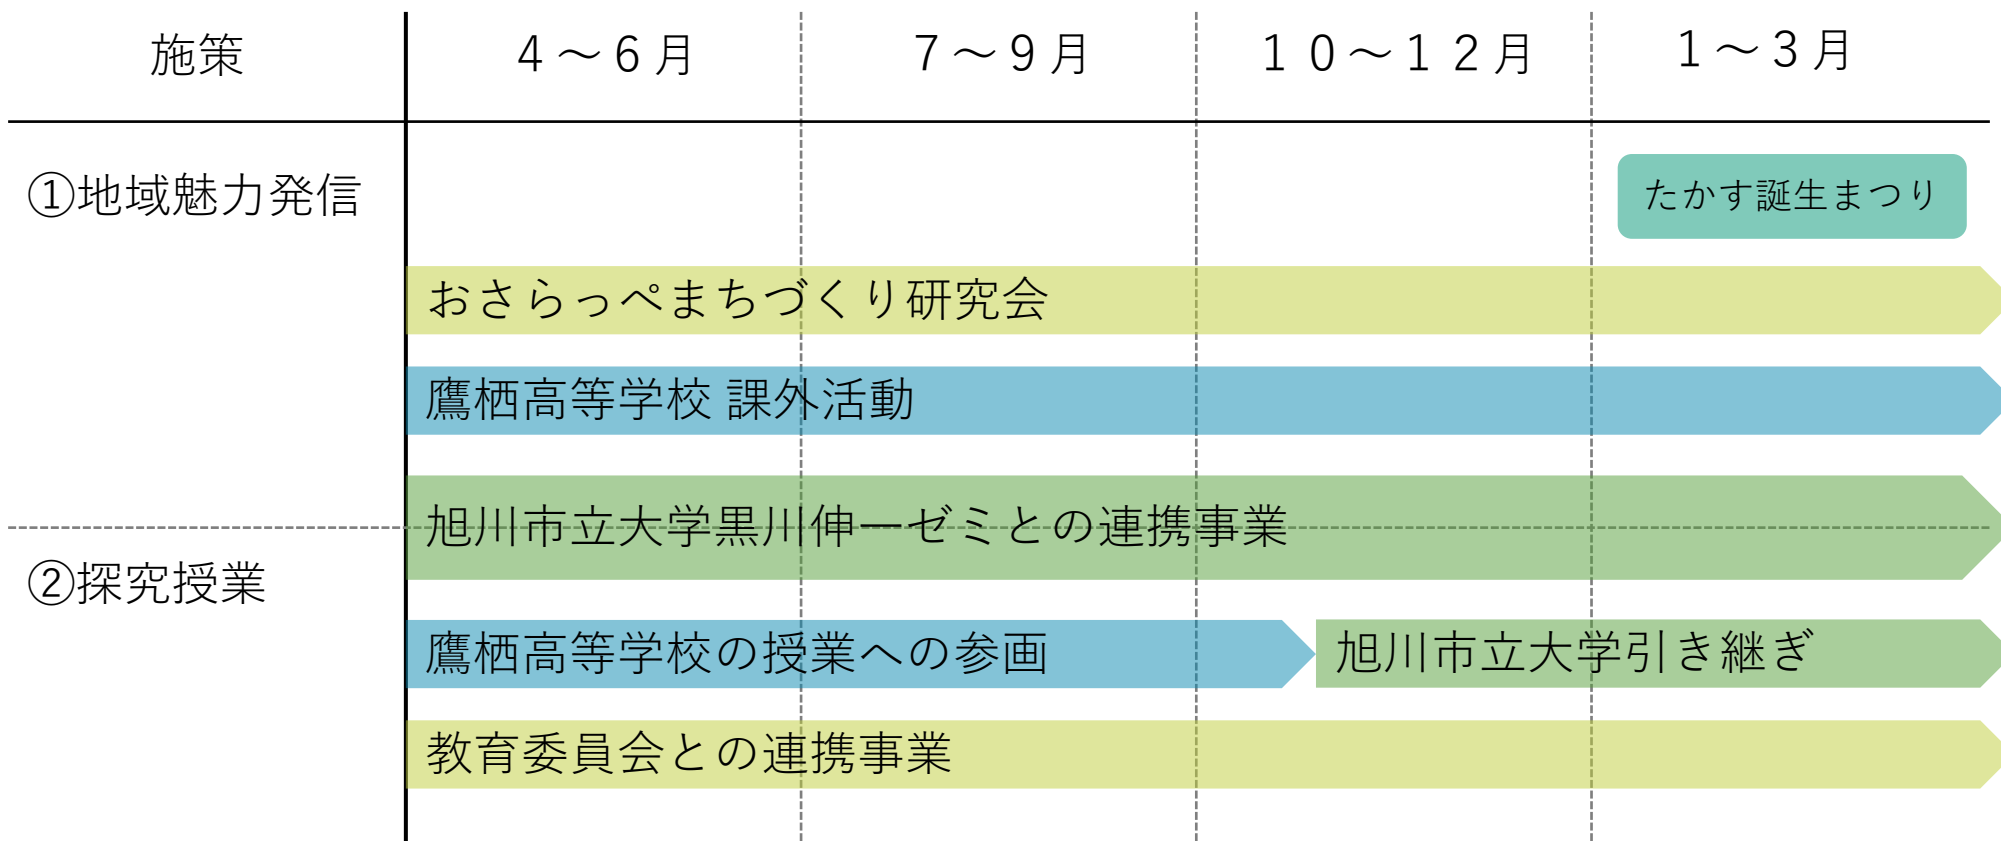 施策
4～6月
7～9月
１０～１２月
1～3月
①地域魅力発信
たかす誕生まつり
おさらっぺまちづくり研究会
鷹栖高等学校 課外活動
旭川市立大学黒川伸一ゼミとの連携事業
②探究授業
鷹栖高等学校の授業への参画
旭川市立大学引き継ぎ
教育委員会との連携事業